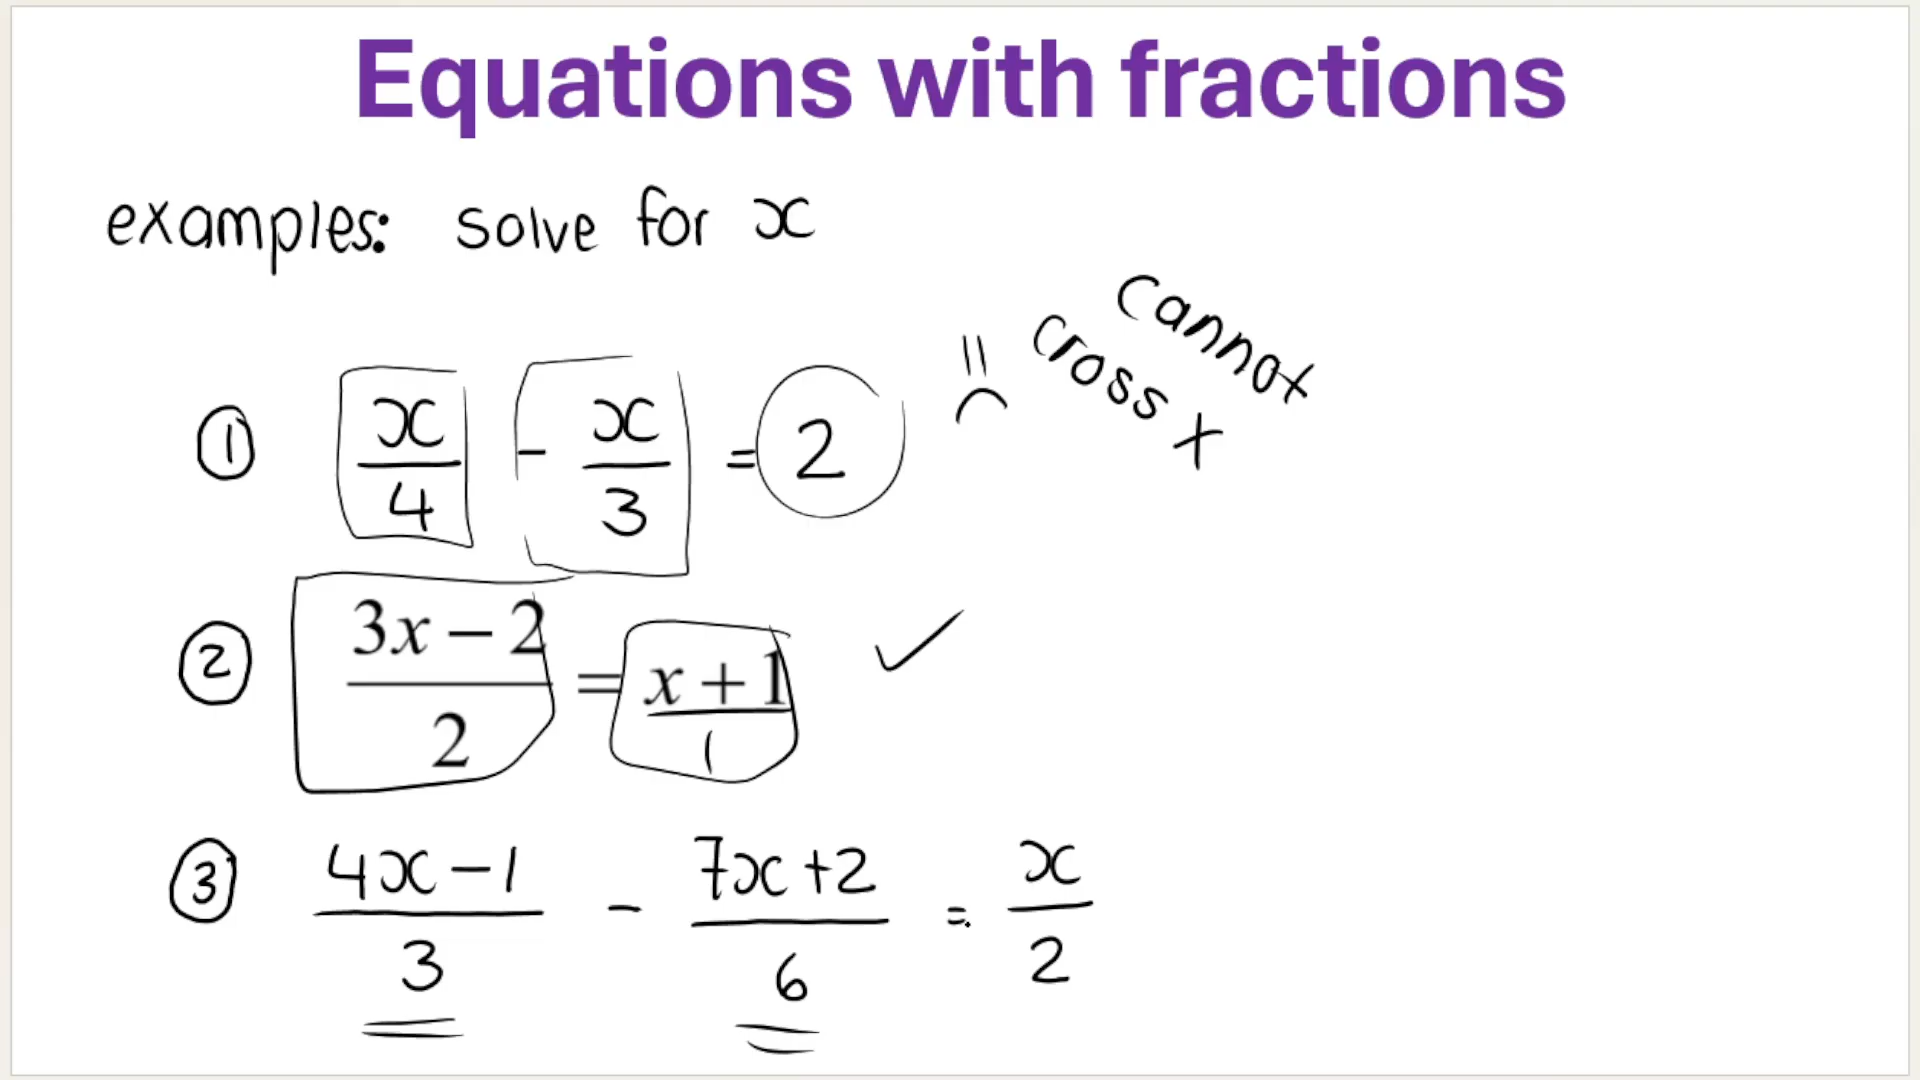 Equations with fractions
examples: solve for x
cannot
cross x
① x/4 - x/3 = 2
② (3x − 2)/2 = (x + 1)/1
③ (4x − 1)/3 - (7x + 2)/6 = x/2